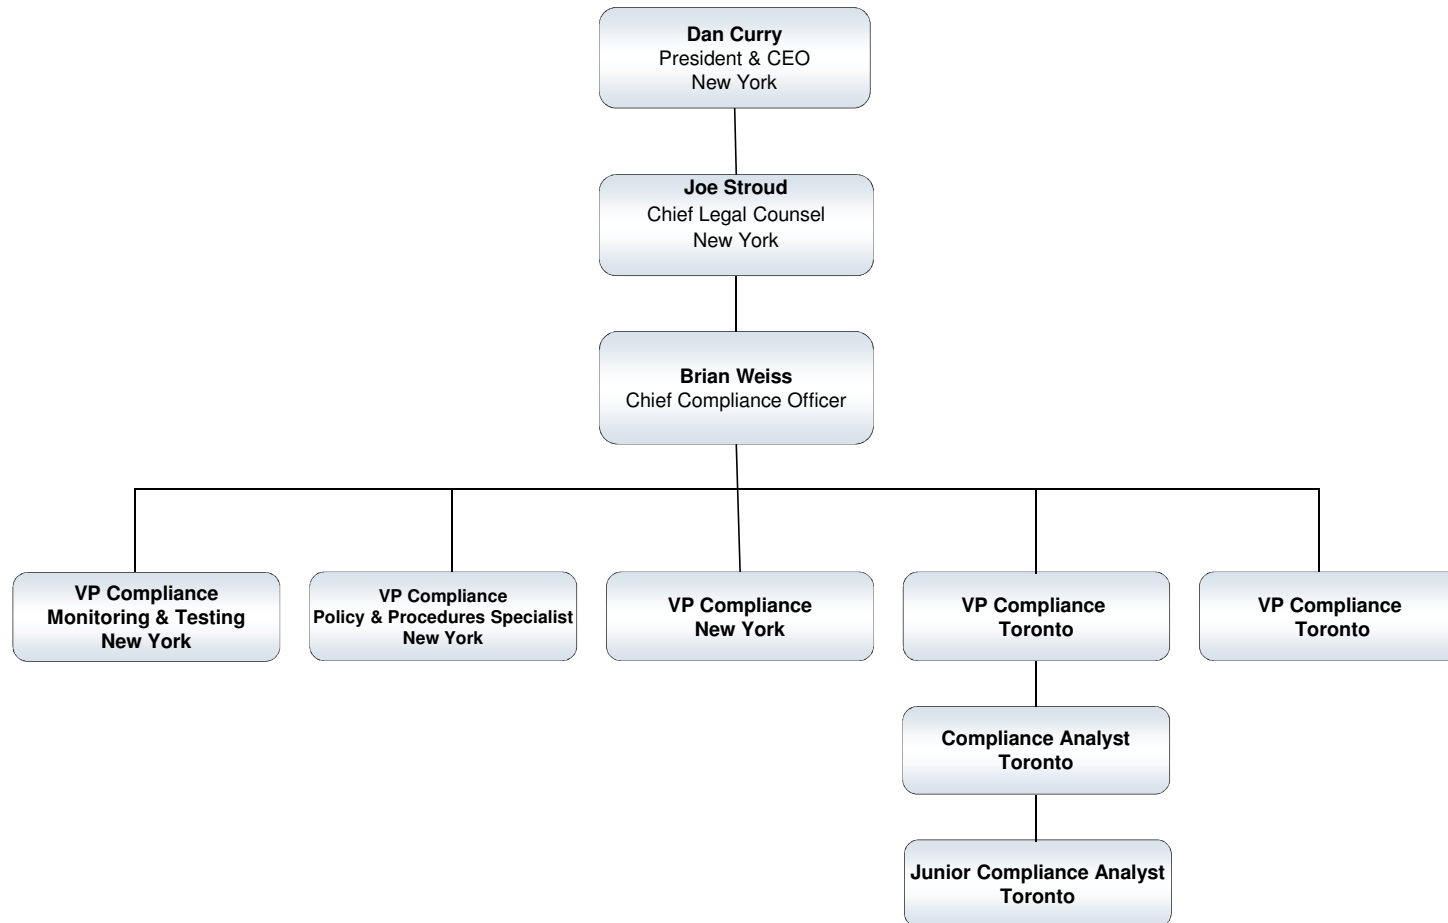 Dan Curry
President & CEO
New York
Joe Stroud
Chief Legal Counsel
New York
Brian Weiss
Chief Compliance Officer
VP Compliance
Monitoring & Testing
New York
VP Compliance
Policy & Procedures Specialist
New York
VP Compliance
New York
VP Compliance
Toronto
VP Compliance
Toronto
Compliance Analyst
Toronto
Junior Compliance Analyst
Toronto